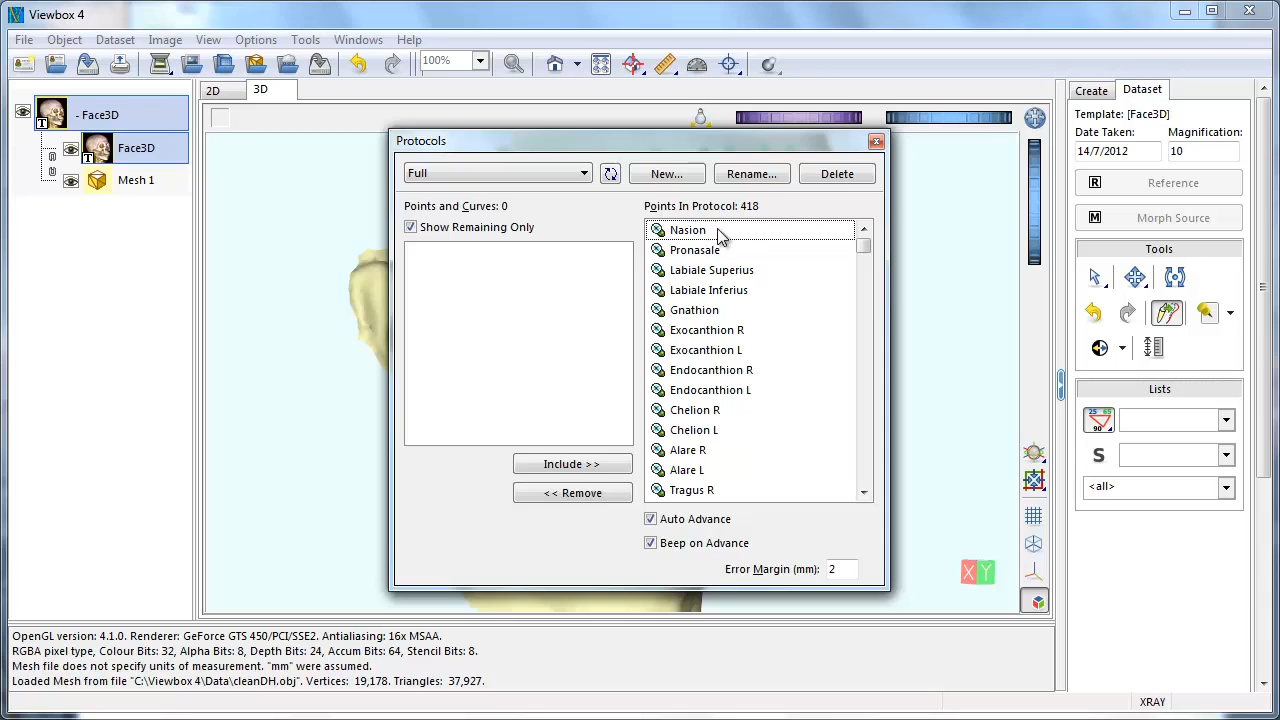 Viewbox 4
File Object Dataset Image View Options Tools Windows Help
100%
2D 3D
- Face3D
T
Face3D
T
Mesh 1
Protocols
Full
New... Rename... Delete
Points and Curves: 0
Show Remaining Only
Include >>
<< Remove
Points In Protocol: 418
Nasion
Pronasale
Labiale Superius
Labiale Inferius
Gnathion
Exocanthion R
Exocanthion L
Endocanthion R
Endocanthion L
Chelion R
Chelion L
Alare R
Alare L
Tragus R
Auto Advance
Beep on Advance
Error Margin (mm): 2
X Y
Create Dataset
Template: [Face3D]
Date Taken: Magnification:
14/7/2012 10
R Reference
M Morph Source
Tools
Lists
25 65
90
S
<all>
OpenGL version: 4.1.0. Renderer: GeForce GTS 450/PCI/SSE2. Antialiasing: 16x MSAA.
RGBA pixel type, Colour Bits: 32, Alpha Bits: 8, Depth Bits: 24, Accum Bits: 64, Stencil Bits: 8.
Mesh file does not specify units of measurement. "mm" were assumed.
Loaded Mesh from file "C:\Viewbox 4\Data\cleanDH.obj". Vertices: 19,178. Triangles: 37,927.
XRAY